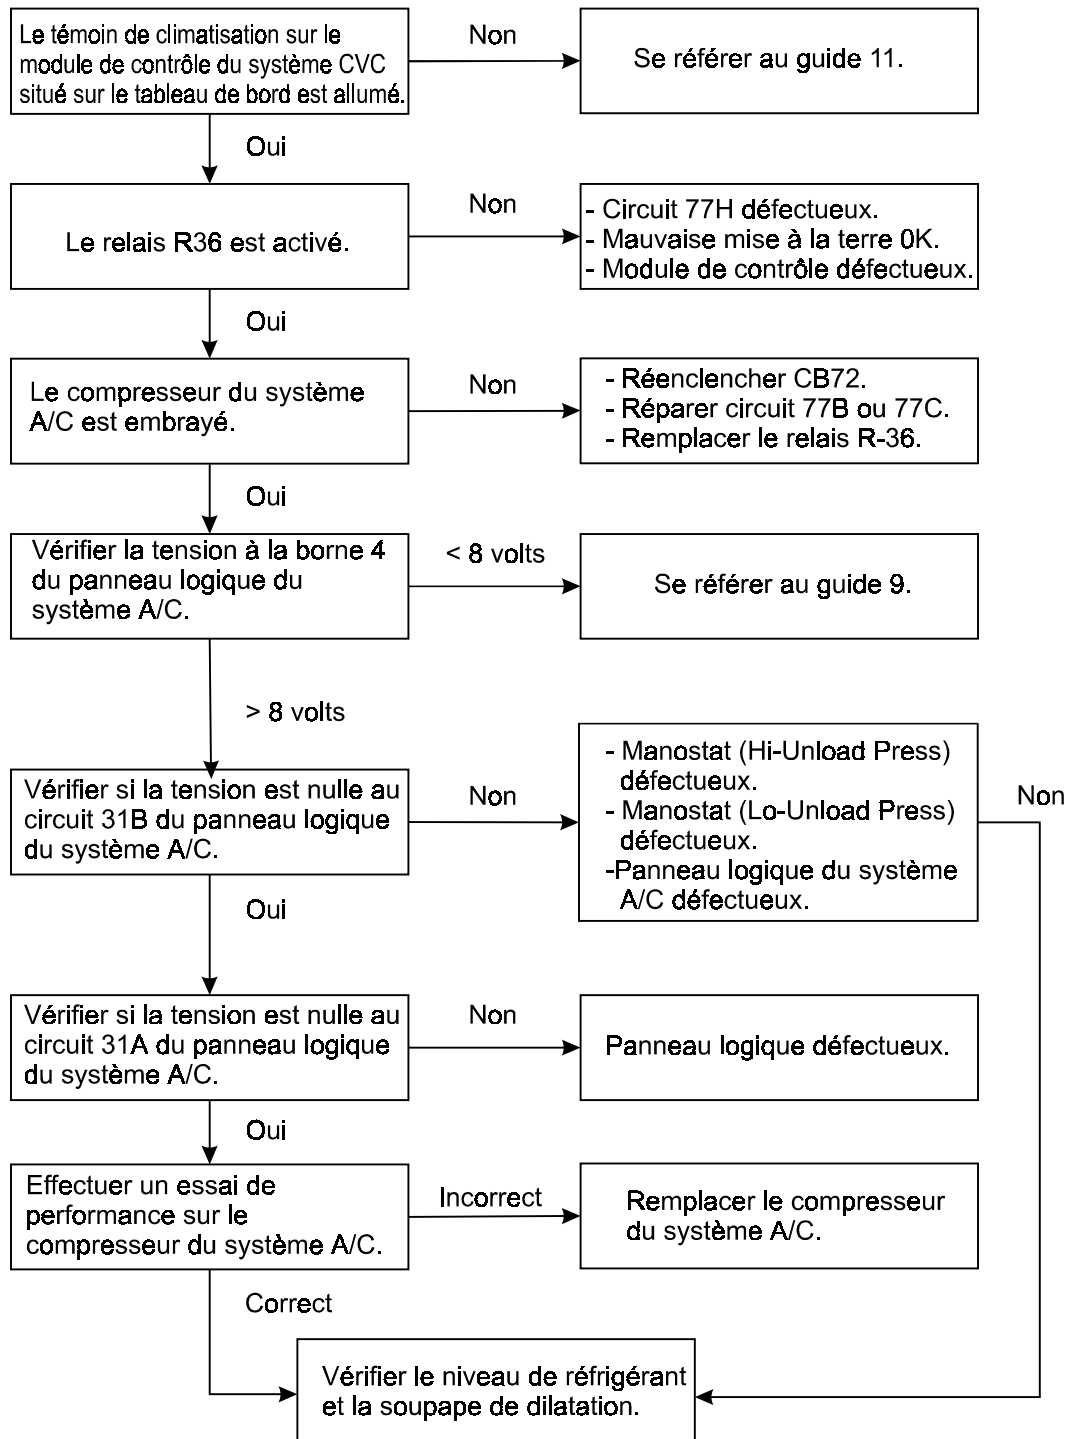 Le témoin de climatisation sur le
module de contrôle du système CVC
situé sur le tableau de bord est allumé.
Non
Se référer au guide 11.
Oui
Le relais R36 est activé.
Non
- Circuit 77H défectueux.
- Mauvaise mise à la terre 0K.
- Module de contrôle défectueux.
Oui
Le compresseur du système
A/C est embrayé.
Non
- Réenclencher CB72.
- Réparer circuit 77B ou 77C.
- Remplacer le relais R-36.
Oui
Vérifier la tension à la borne 4
du panneau logique du
système A/C.
< 8 volts
Se référer au guide 9.
> 8 volts
Vérifier si la tension est nulle au
circuit 31B du panneau logique
du système A/C.
Non
- Manostat (Hi-Unload Press)
défectueux.
- Manostat (Lo-Unload Press)
défectueux.
-Panneau logique du système
A/C défectueux.
Non
Oui
Vérifier si la tension est nulle au
circuit 31A du panneau logique
du système A/C.
Non
Panneau logique défectueux.
Oui
Effectuer un essai de
performance sur le
compresseur du système A/C.
Incorrect
Remplacer le compresseur
du système A/C.
Correct
Vérifier le niveau de réfrigérant
et la soupape de dilatation.